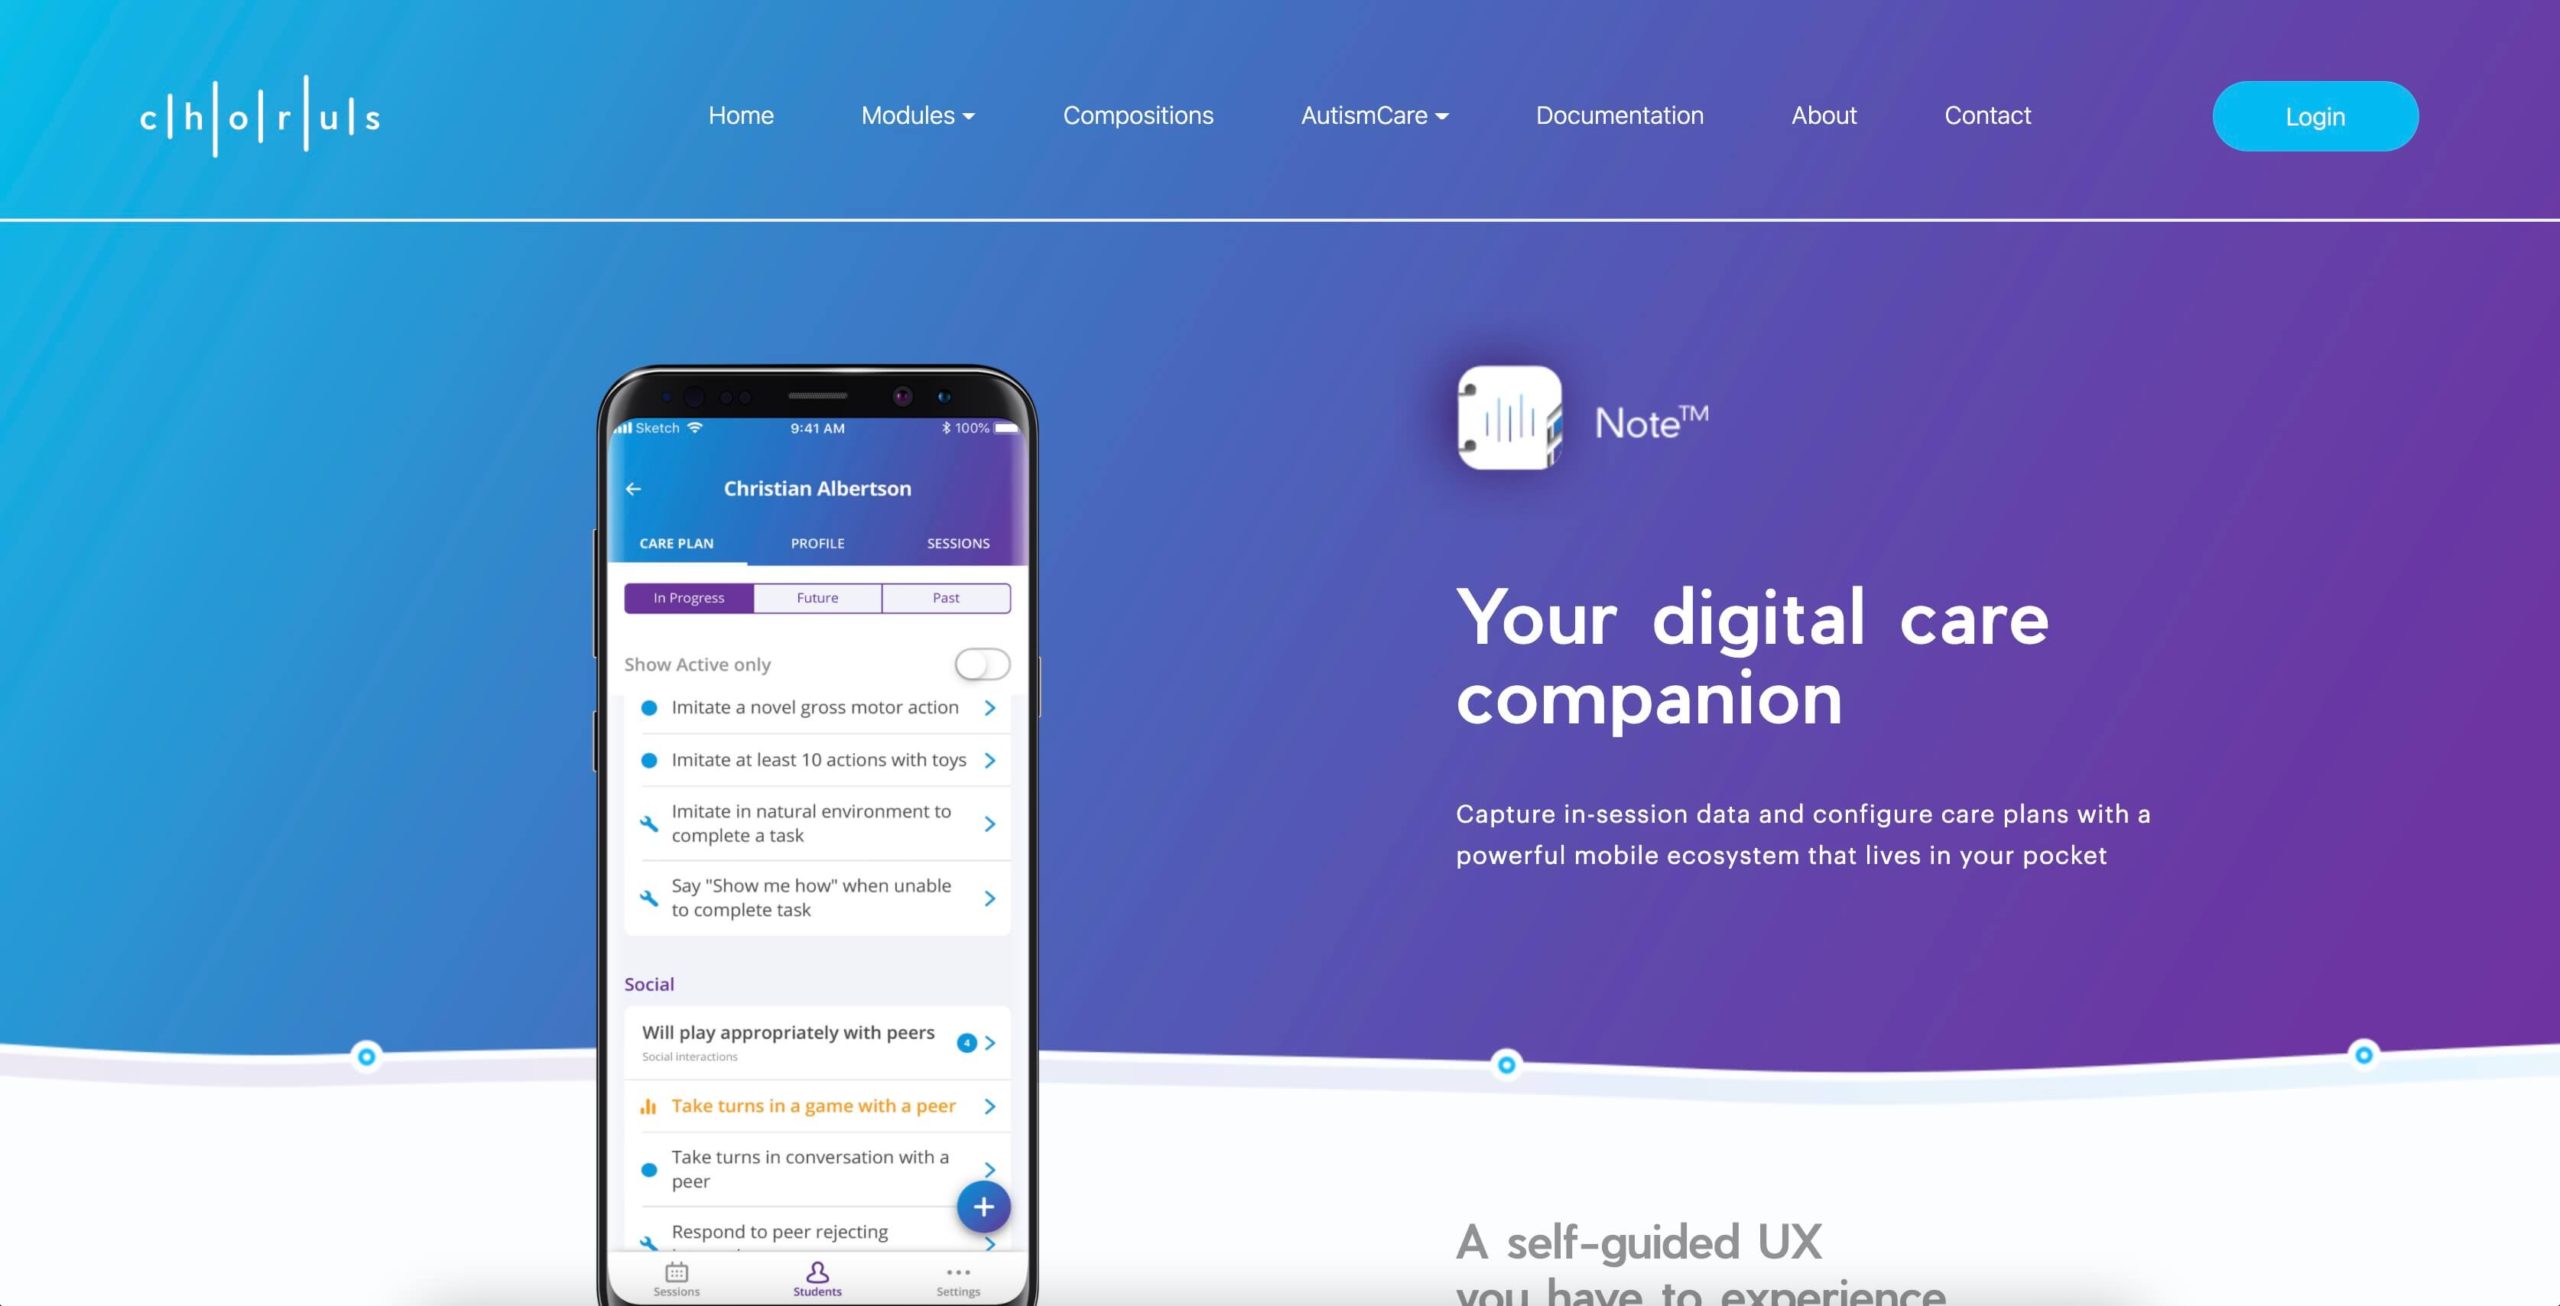 c|h|o|r|u|s
Home
Modules
Compositions
AutismCare
Documentation
About
Contact
Login
Sketch
9:41 AM
100%
Christian Albertson
CARE PLAN
PROFILE
SESSIONS
In Progress
Future
Past
Show Active only
Imitate a novel gross motor action
Imitate at least 10 actions with toys
Imitate in natural environment to
complete a task
Say "Show me how" when unable
to complete task
Social
Will play appropriately with peers
4
Social interactions
Take turns in a game with a peer
Take turns in conversation with a
peer
Respond to peer rejecting
Sessions
Students
Settings
Note™
Your digital care
companion
Capture in-session data and configure care plans with a
powerful mobile ecosystem that lives in your pocket
A self-guided UX
you have to experience